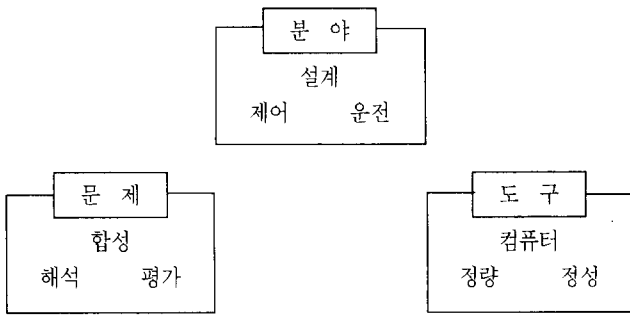 분 야
설계
제어 운전
문 제
합성
해석 평가
도 구
컴퓨터
정량 정성